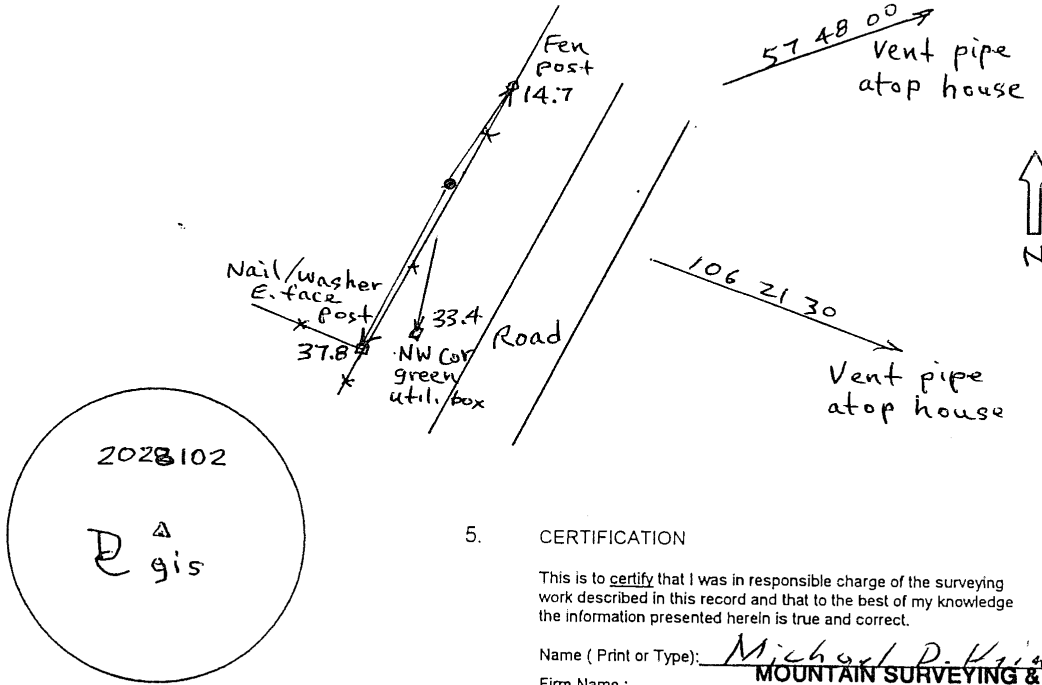 Fen
post
14.7
57 48 00
Vent pipe
atop house
N
Nail/washer
E. face
post
37.8
33.4
NW Cor
green
util. box
Road
106 21 30
Vent pipe
atop house
gis
5. CERTIFICATION
This is to certify that I was in responsible charge of the surveying
work described in this record and that to the best of my knowledge
the information presented herein is true and correct.
Name ( Print or Type): Michael D.
MOUNTAIN SURVEYING &
Firm Name :